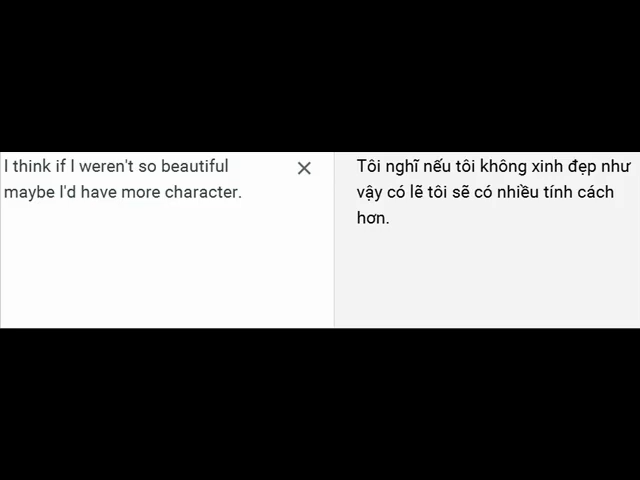 I think if I weren't so beautiful
maybe I'd have more character.
Tôi nghĩ nếu tôi không xinh đẹp như
vậy có lẽ tôi sẽ có nhiều tính cách
hơn.